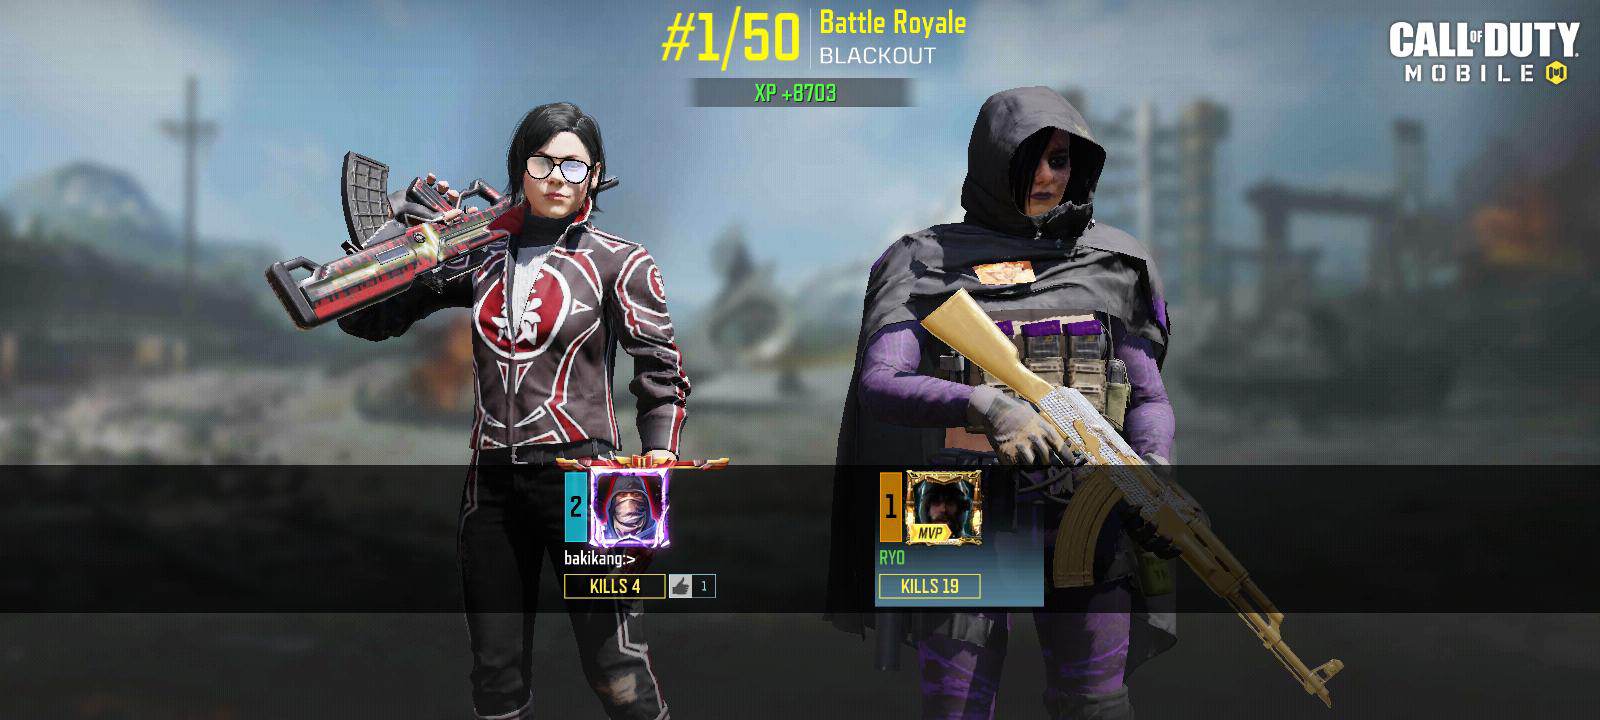 #1/50
Battle Royale
BLACKOUT
XP +8703
CALL OF DUTY
MOBILE
2
bakikang:>
KILLS 4
1
1
MVP
RYO
KILLS 19